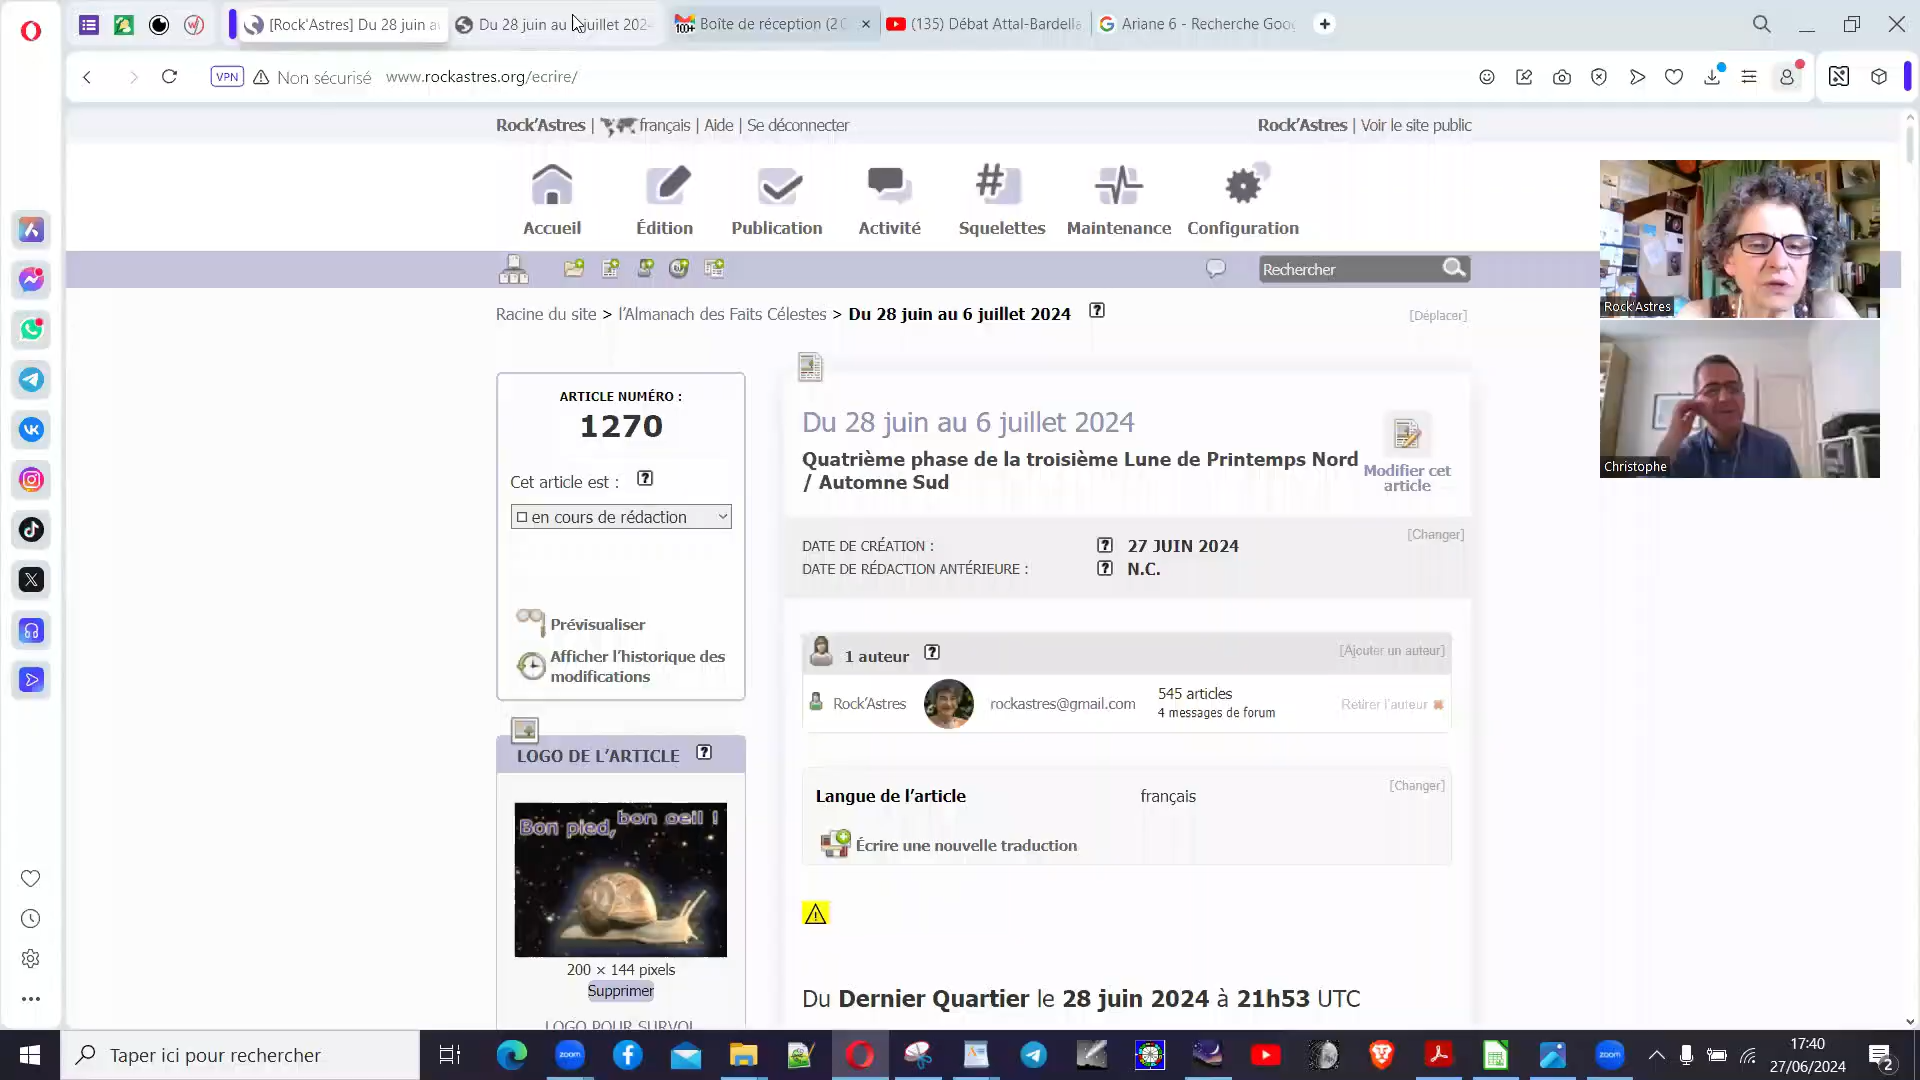 [Rock'Astres] Du 28 juin au
Du 28 juin au 6 juillet 202
Boîte de réception (2
(135) Débat Attal-Bardella
Ariane 6 - Recherche Goo
VPN
Non sécurisé
www.rockastres.org/ecrire/
Rock'Astres | français | Aide | Se déconnecter
Rock'Astres | Voir le site public
Accueil
Édition
Publication
Activité
Squelettes
Maintenance
Configuration
Rechercher
Racine du site > l'Almanach des Faits Célestes > Du 28 juin au 6 juillet 2024
[Déplacer]
ARTICLE NUMÉRO :
1270
Cet article est :
en cours de rédaction
Prévisualiser
Afficher l'historique des
modifications
LOGO DE L'ARTICLE
Bon pied, bon oeil !
200 × 144 pixels
Supprimer
LOGO POUR SURVOL
Du 28 juin au 6 juillet 2024
Quatrième phase de la troisième Lune de Printemps Nord
/ Automne Sud
Modifier cet
article
[Changer]
DATE DE CRÉATION :
27 JUIN 2024
DATE DE RÉDACTION ANTÉRIEURE :
N.C.
1 auteur
[Ajouter un auteur]
Rock'Astres
rockastres@gmail.com
545 articles
4 messages de forum
Retirer l'auteur
[Changer]
Langue de l'article
français
Écrire une nouvelle traduction
Du Dernier Quartier le 28 juin 2024 à 21h53 UTC
Rock'Astres
Christophe
Taper ici pour rechercher
zoom
zoom
17:40
27/06/2024
2